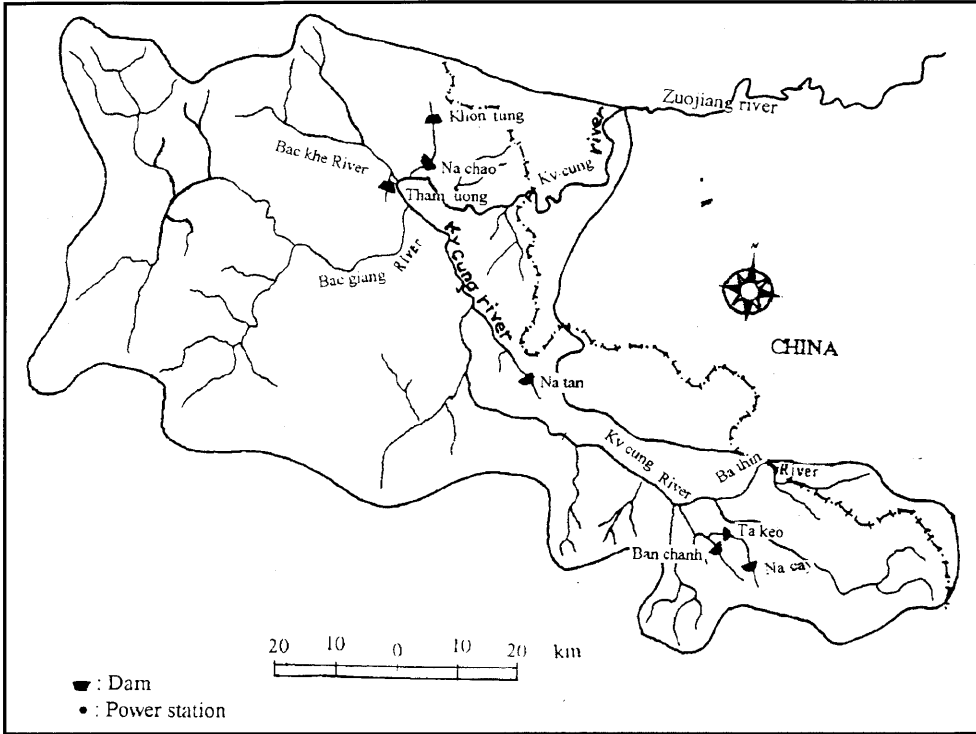 Zuojiang river
Khon tung
river
Bac khe River
Na chao
Ky cung
Tham uong
Bac giang River
Ky cung river
CHINA
Na tan
Ky cung River
Ba thin River
Ta keo
Ban chanh
Na cay
20 10 0 10 20 km
: Dam
: Power station
N